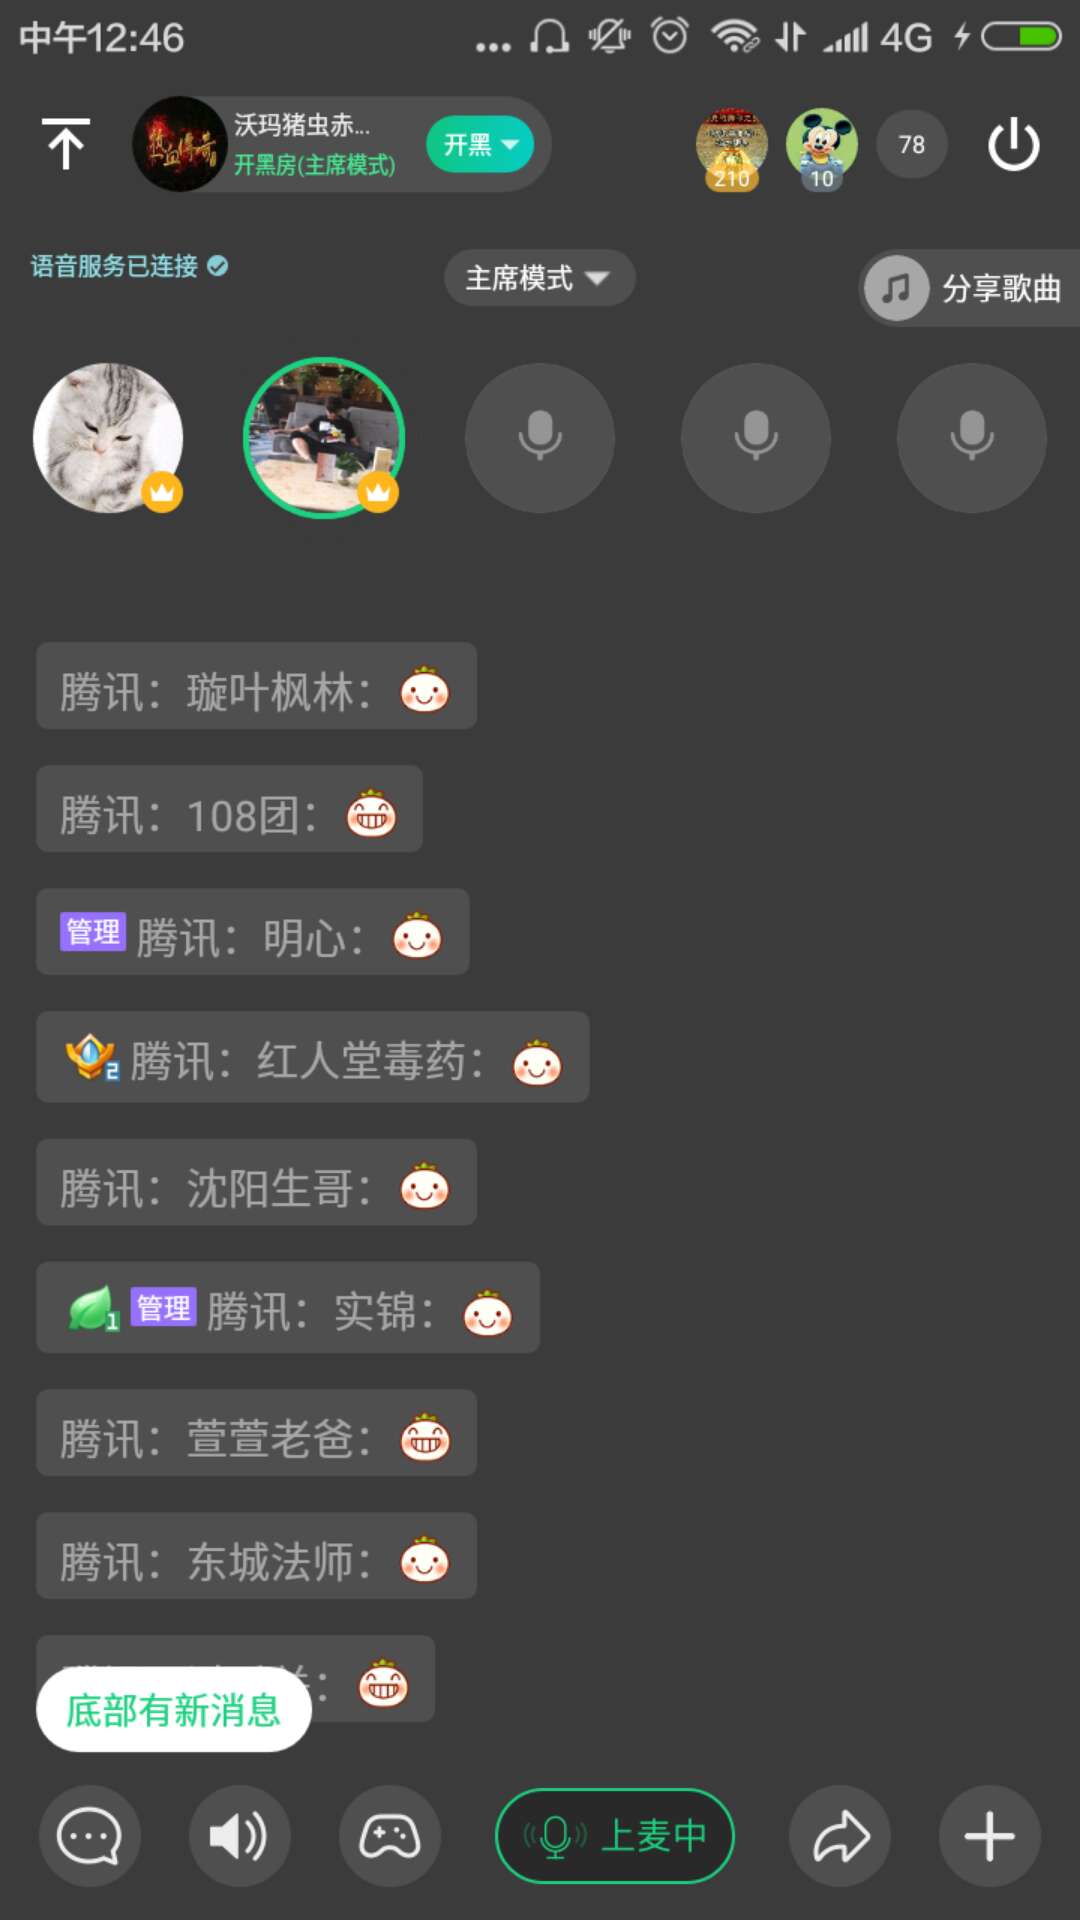 中午12:46
4G
沃玛猪虫赤...
开黑房(主席模式)
开黑
210
10
78
语音服务已连接
主席模式
分享歌曲
腾讯：璇叶枫林：
腾讯：108团：
管理 腾讯：明心：
2 腾讯：红人堂毒药：
腾讯：沈阳生哥：
1 管理 腾讯：实锦：
腾讯：萱萱老爸：
腾讯：东城法师：
底部有新消息
上麦中